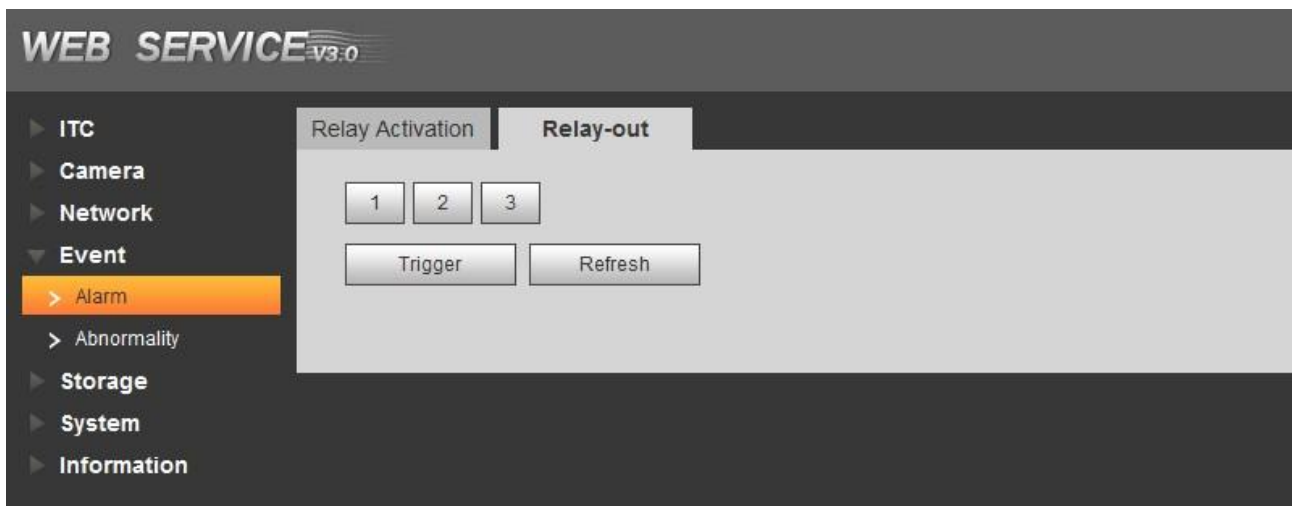 WEB SERVICE V3.0
ITC
Camera
Network
Event
Alarm
Abnormality
Storage
System
Information
Relay Activation
Relay-out
1 2 3
Trigger Refresh